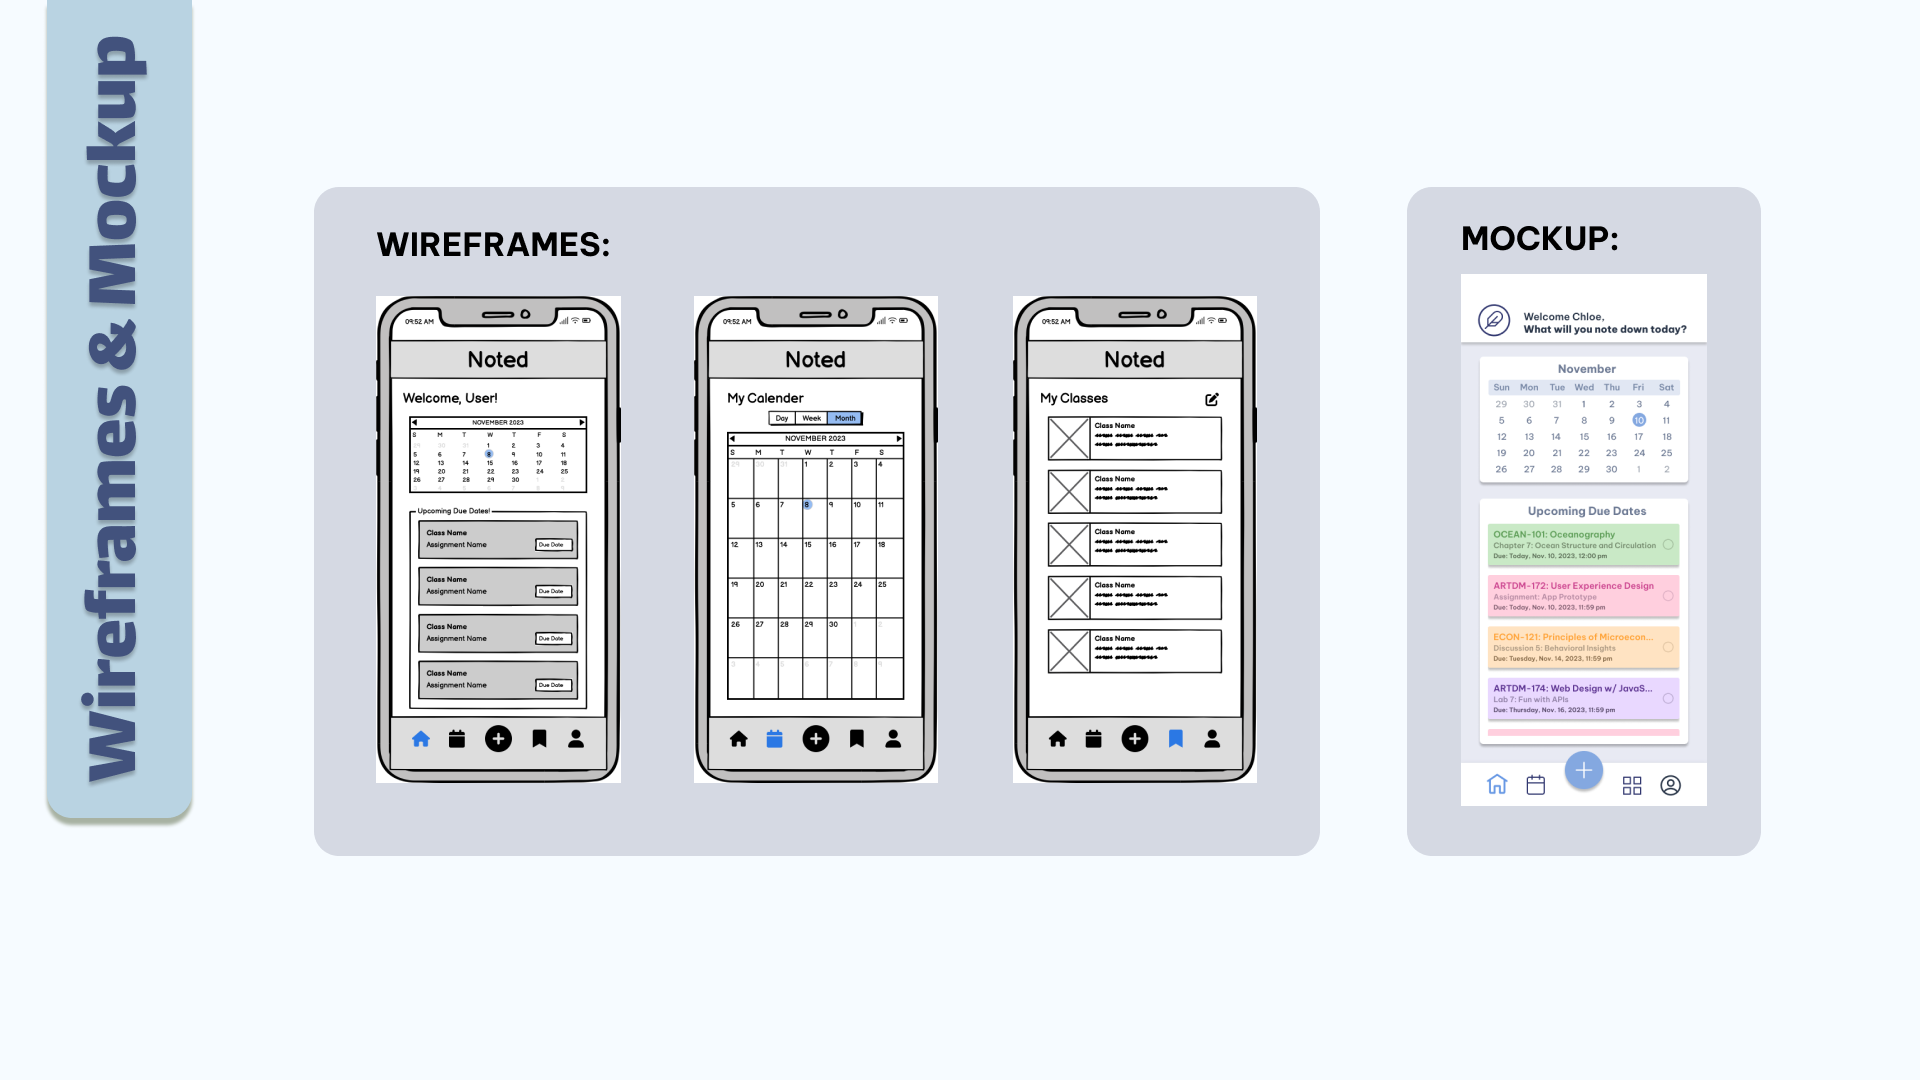 Wireframes & Mockup
WIREFRAMES:
09:52 AM
Noted
Welcome, User!
NOVEMBER 2023
S M T W T F S
29 30 31 1 2 3 4
5 6 7 8 9 10 11
12 13 14 15 16 17 18
19 20 21 22 23 24 25
26 27 28 29 30 1 2
3 4 5 6 7 8 9
Upcoming Due Dates!
Class Name
Assignment Name Due Date
Class Name
Assignment Name Due Date
Class Name
Assignment Name Due Date
Class Name
Assignment Name Due Date
09:52 AM
Noted
My Calender
Day Week Month
NOVEMBER 2023
S M T W T F S
29 30 31 1 2 3 4
5 6 7 8 9 10 11
12 13 14 15 16 17 18
19 20 21 22 23 24 25
26 27 28 29 30 1 2
3 4 5 6 7 8 9
09:52 AM
Noted
My Classes
Class Name
Class Name
Class Name
Class Name
Class Name
MOCKUP:
Welcome Chloe,
What will you note down today?
November
Sun Mon Tue Wed Thu Fri Sat
29 30 31 1 2 3 4
5 6 7 8 9 10 11
12 13 14 15 16 17 18
19 20 21 22 23 24 25
26 27 28 29 30 1 2
Upcoming Due Dates
OCEAN-101: Oceanography
Chapter 7: Ocean Structure and Circulation
Due: Today, Nov. 10, 2023, 12:00 pm
ARTDM-172: User Experience Design
Assignment: App Prototype
Due: Today, Nov. 10, 2023, 11:59 pm
ECON-121: Principles of Microecon...
Discussion 5: Behavioral Insights
Due: Tuesday, Nov. 14, 2023, 11:59 pm
ARTDM-174: Web Design w/ JavaS...
Lab 7: Fun with APIs
Due: Thursday, Nov. 16, 2023, 11:59 pm